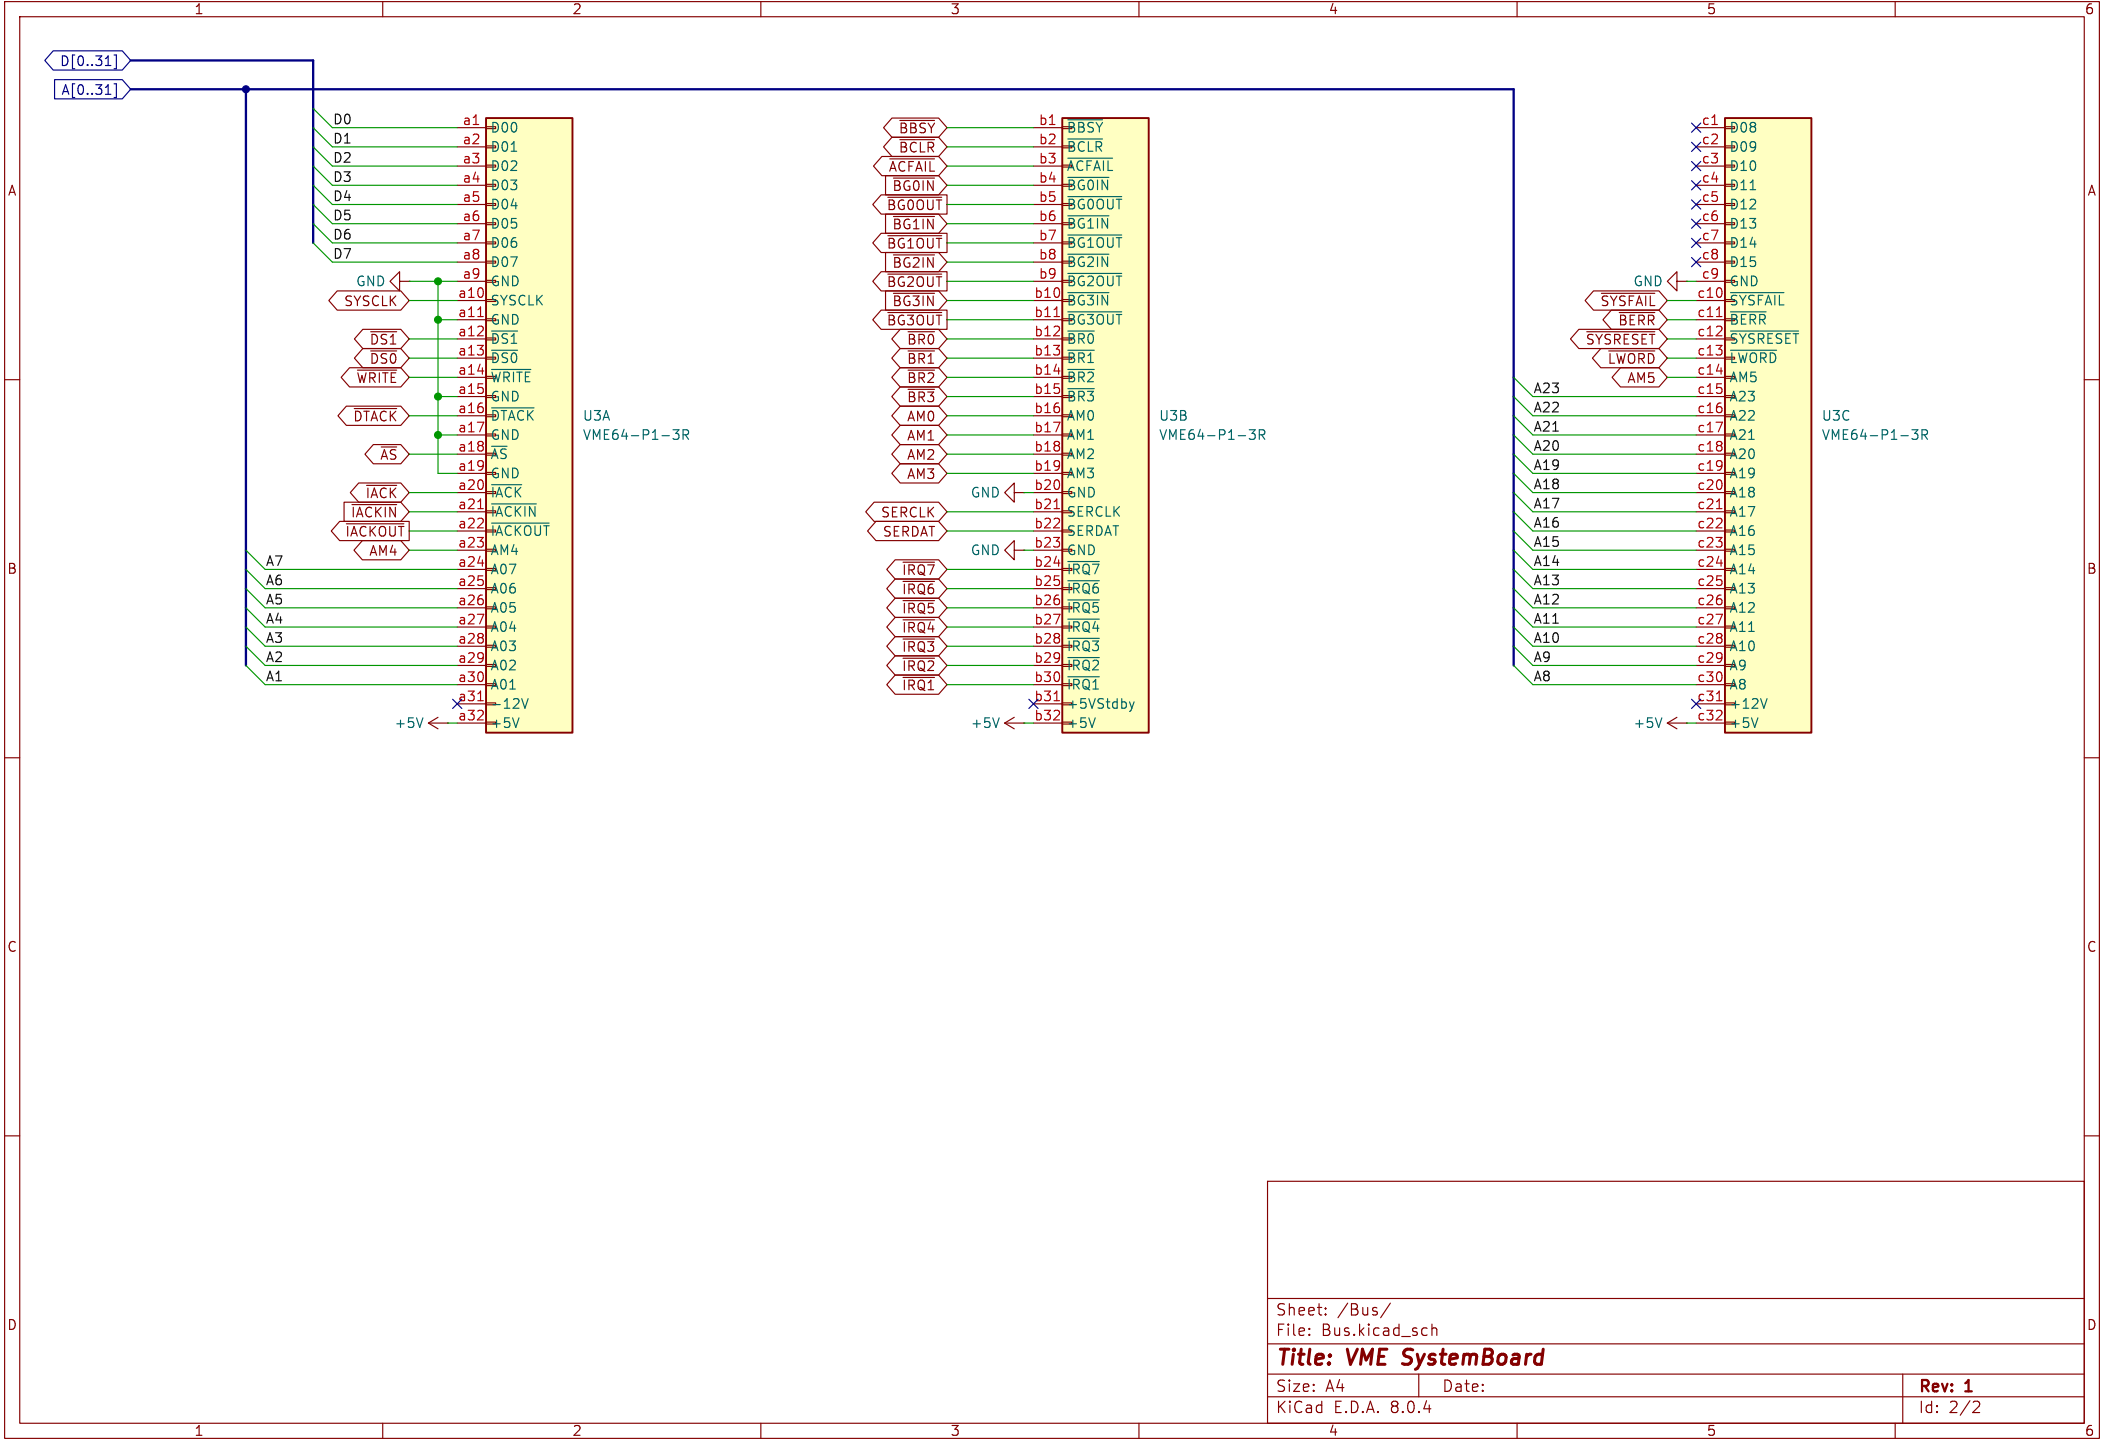 1 2 3 4 5 6
D[0..31]
A[0..31]
D0 a1 D00
D1 a2 D01
D2 a3 D02
D3 a4 D03
D4 a5 D04
D5 a6 D05
D6 a7 D06
D7 a8 D07
GND a9 GND
SYSCLK a10 SYSCLK
a11 GND
DS1 a12 DS1
DS0 a13 DS0
WRITE a14 WRITE
a15 GND
DTACK a16 DTACK
a17 GND
AS a18 AS
a19 GND
IACK a20 IACK
IACKIN a21 IACKIN
IACKOUT a22 IACKOUT
AM4 a23 AM4
A7 a24 A07
A6 a25 A06
A5 a26 A05
A4 a27 A04
A3 a28 A03
A2 a29 A02
A1 a30 A01
a31 -12V
+5V a32 +5V
U3A
VME64-P1-3R
BBSY b1 BBSY
BCLR b2 BCLR
ACFAIL b3 ACFAIL
BG0IN b4 BG0IN
BG0OUT b5 BG0OUT
BG1IN b6 BG1IN
BG1OUT b7 BG1OUT
BG2IN b8 BG2IN
BG2OUT b9 BG2OUT
BG3IN b10 BG3IN
BG3OUT b11 BG3OUT
BR0 b12 BR0
BR1 b13 BR1
BR2 b14 BR2
BR3 b15 BR3
AM0 b16 AM0
AM1 b17 AM1
AM2 b18 AM2
AM3 b19 AM3
GND b20 GND
SERCLK b21 SERCLK
SERDAT b22 SERDAT
GND b23 GND
IRQ7 b24 IRQ7
IRQ6 b25 IRQ6
IRQ5 b26 IRQ5
IRQ4 b27 IRQ4
IRQ3 b28 IRQ3
IRQ2 b29 IRQ2
IRQ1 b30 IRQ1
b31 +5VStdby
+5V b32 +5V
U3B
VME64-P1-3R
c1 D08
c2 D09
c3 D10
c4 D11
c5 D12
c6 D13
c7 D14
c8 D15
GND c9 GND
SYSFAIL c10 SYSFAIL
BERR c11 BERR
SYSRESET c12 SYSRESET
LWORD c13 LWORD
AM5 c14 AM5
A23 c15 A23
A22 c16 A22
A21 c17 A21
A20 c18 A20
A19 c19 A19
A18 c20 A18
A17 c21 A17
A16 c22 A16
A15 c23 A15
A14 c24 A14
A13 c25 A13
A12 c26 A12
A11 c27 A11
A10 c28 A10
A9 c29 A9
A8 c30 A8
c31 +12V
+5V c32 +5V
U3C
VME64-P1-3R
A A
B B
C C
D D
Sheet: /Bus/
File: Bus.kicad_sch
Title: VME SystemBoard
Size: A4 Date: Rev: 1
KiCad E.D.A. 8.0.4 Id: 2/2
1 2 3 4 5 6